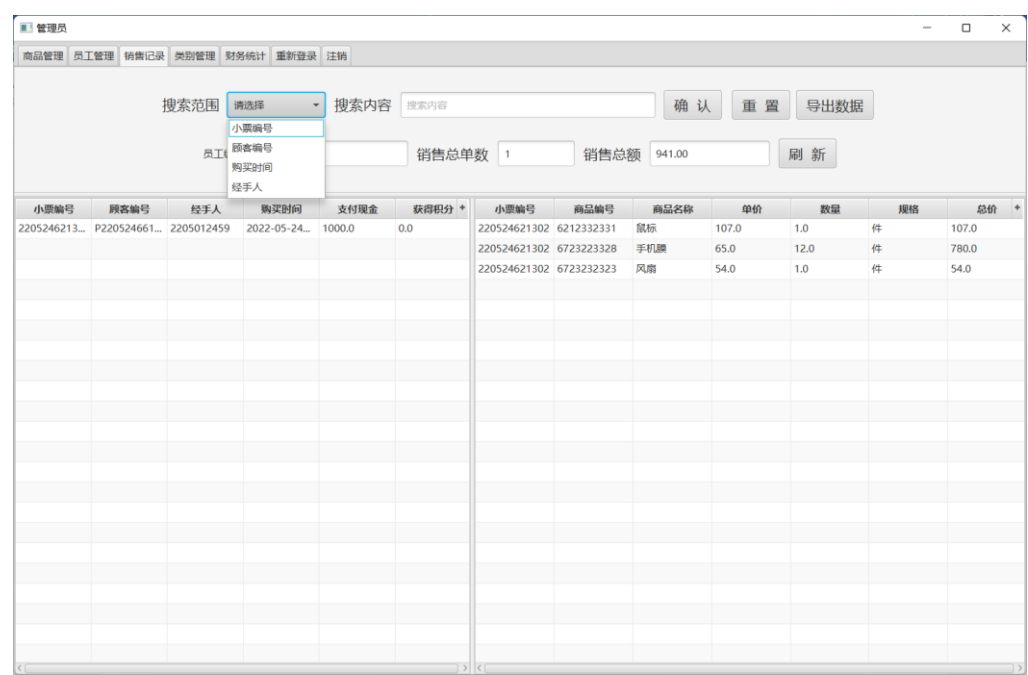 管理员
商品管理 员工管理 销售记录 类别管理 财务统计 重新登录 注销
搜索范围 请选择 搜索内容 搜索内容 确 认 重 置 导出数据
小票编号
顾客编号
购买时间
经手人
员工 销售总单数 1 销售总额 941.00 刷 新
小票编号 顾客编号 经手人 购买时间 支付现金 获得积分 + 小票编号 商品编号 商品名称 单价 数量 规格 总价 +
2205246213... P220524661... 2205012459 2022-05-24... 1000.0 0.0 220524621302 6212332331 鼠标 107.0 1.0 件 107.0
220524621302 6723223328 手机膜 65.0 12.0 件 780.0
220524621302 6723232323 风扇 54.0 1.0 件 54.0